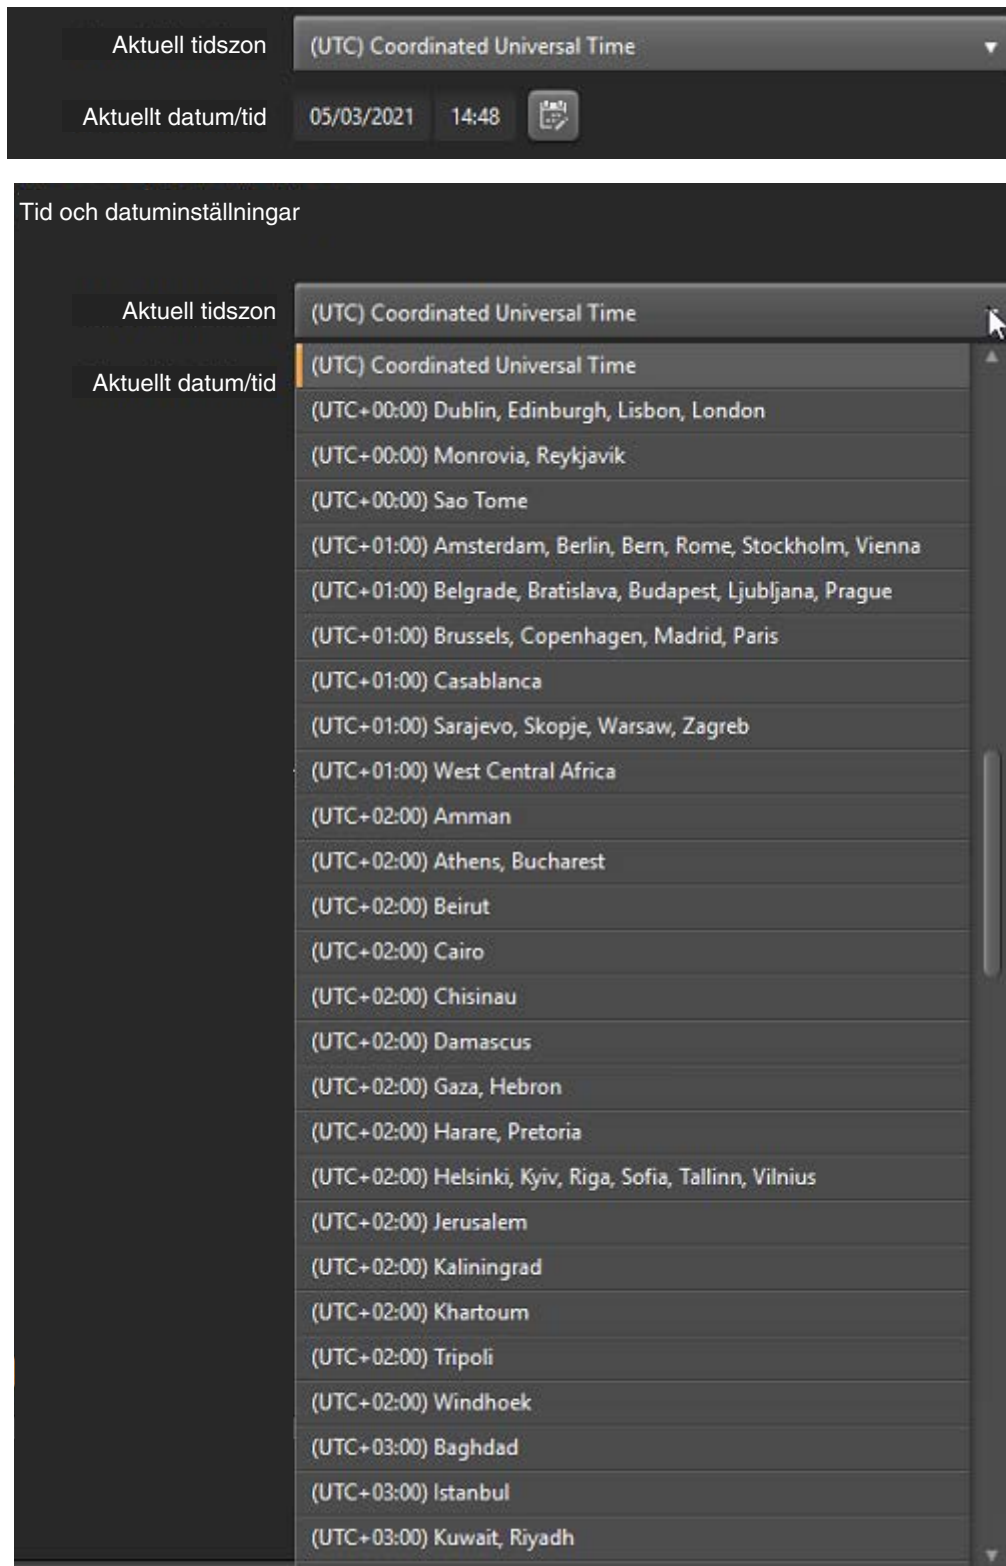 Aktuell tidszon (UTC) Coordinated Universal Time
Aktuellt datum/tid 05/03/2021 14:48
Tid och datuminställningar
Aktuell tidszon (UTC) Coordinated Universal Time
(UTC) Coordinated Universal Time
Aktuellt datum/tid
(UTC+00:00) Dublin, Edinburgh, Lisbon, London
(UTC+00:00) Monrovia, Reykjavik
(UTC+00:00) Sao Tome
(UTC+01:00) Amsterdam, Berlin, Bern, Rome, Stockholm, Vienna
(UTC+01:00) Belgrade, Bratislava, Budapest, Ljubljana, Prague
(UTC+01:00) Brussels, Copenhagen, Madrid, Paris
(UTC+01:00) Casablanca
(UTC+01:00) Sarajevo, Skopje, Warsaw, Zagreb
(UTC+01:00) West Central Africa
(UTC+02:00) Amman
(UTC+02:00) Athens, Bucharest
(UTC+02:00) Beirut
(UTC+02:00) Cairo
(UTC+02:00) Chisinau
(UTC+02:00) Damascus
(UTC+02:00) Gaza, Hebron
(UTC+02:00) Harare, Pretoria
(UTC+02:00) Helsinki, Kyiv, Riga, Sofia, Tallinn, Vilnius
(UTC+02:00) Jerusalem
(UTC+02:00) Kaliningrad
(UTC+02:00) Khartoum
(UTC+02:00) Tripoli
(UTC+02:00) Windhoek
(UTC+03:00) Baghdad
(UTC+03:00) Istanbul
(UTC+03:00) Kuwait, Riyadh